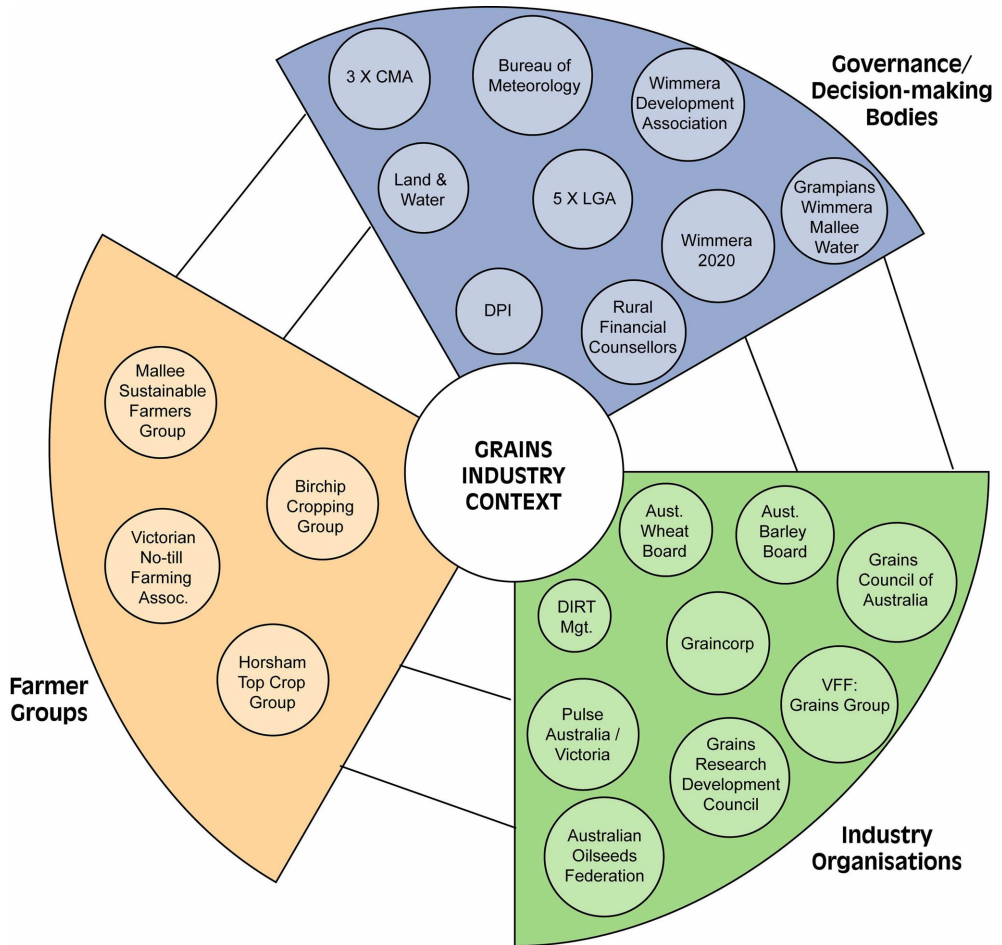 Governance/
Decision-making
Bodies
3 X CMA
Bureau of
Meteorology
Wimmera
Development
Association
Land &
Water
5 X LGA
Grampians
Wimmera
Mallee
Water
Wimmera
2020
DPI
Rural
Financial
Counsellors
GRAINS
INDUSTRY
CONTEXT
Mallee
Sustainable
Farmers
Group
Birchip
Cropping
Group
Victorian
No-till
Farming
Assoc.
Horsham
Top Crop
Group
Farmer
Groups
Aust.
Wheat
Board
Aust.
Barley
Board
Grains
Council of
Australia
DIRT
Mgt.
Graincorp
VFF:
Grains Group
Pulse
Australia /
Victoria
Grains
Research
Development
Council
Australian
Oilseeds
Federation
Industry
Organisations